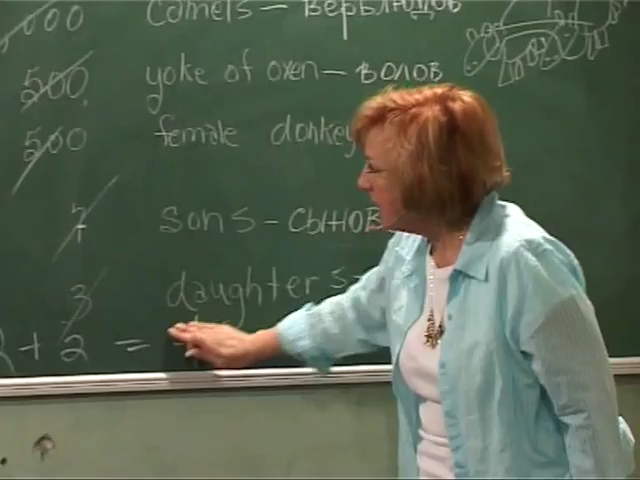 000 camels - верблюдов
500 yoke of oxen - волов
500 female donkey
7 sons - сынов
3 daughters -
+ 2 =